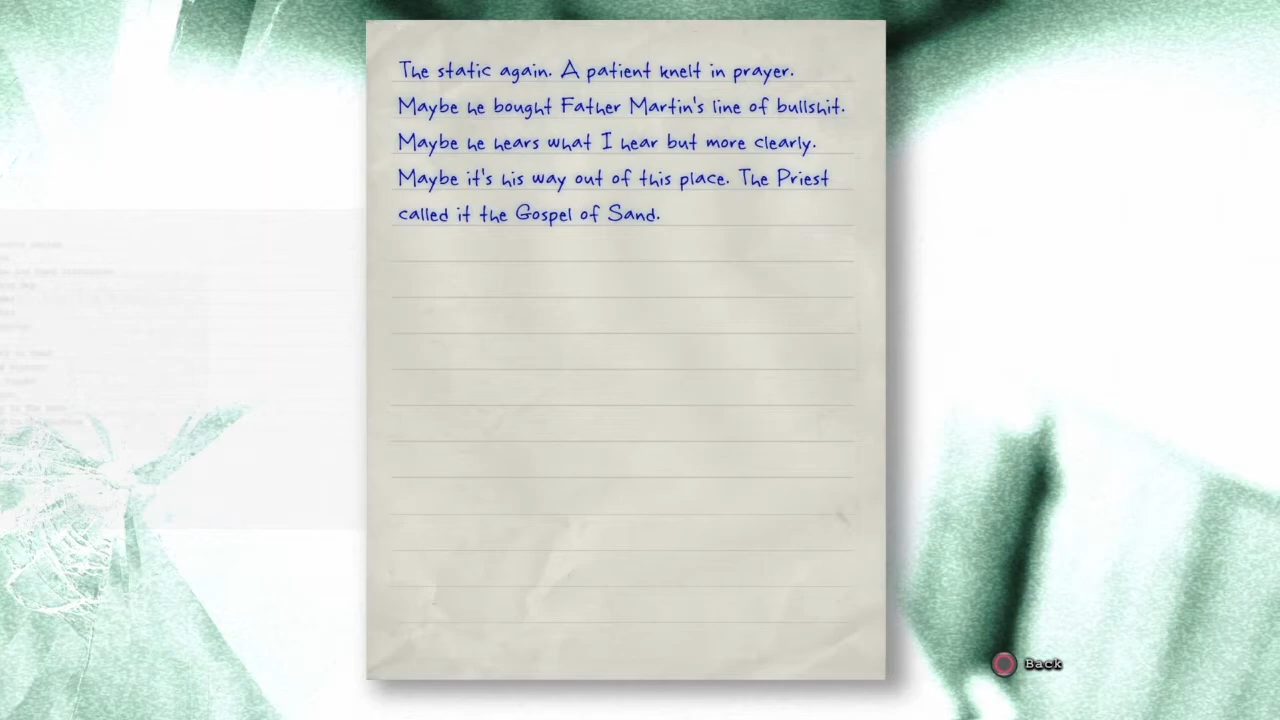 The static again. A patient knelt in prayer.
Maybe he bought Father Martin's line of bullshit.
Maybe he hears what I hear but more clearly.
Maybe it's his way out of this place. The Priest
called it the Gospel of Sand.
Back